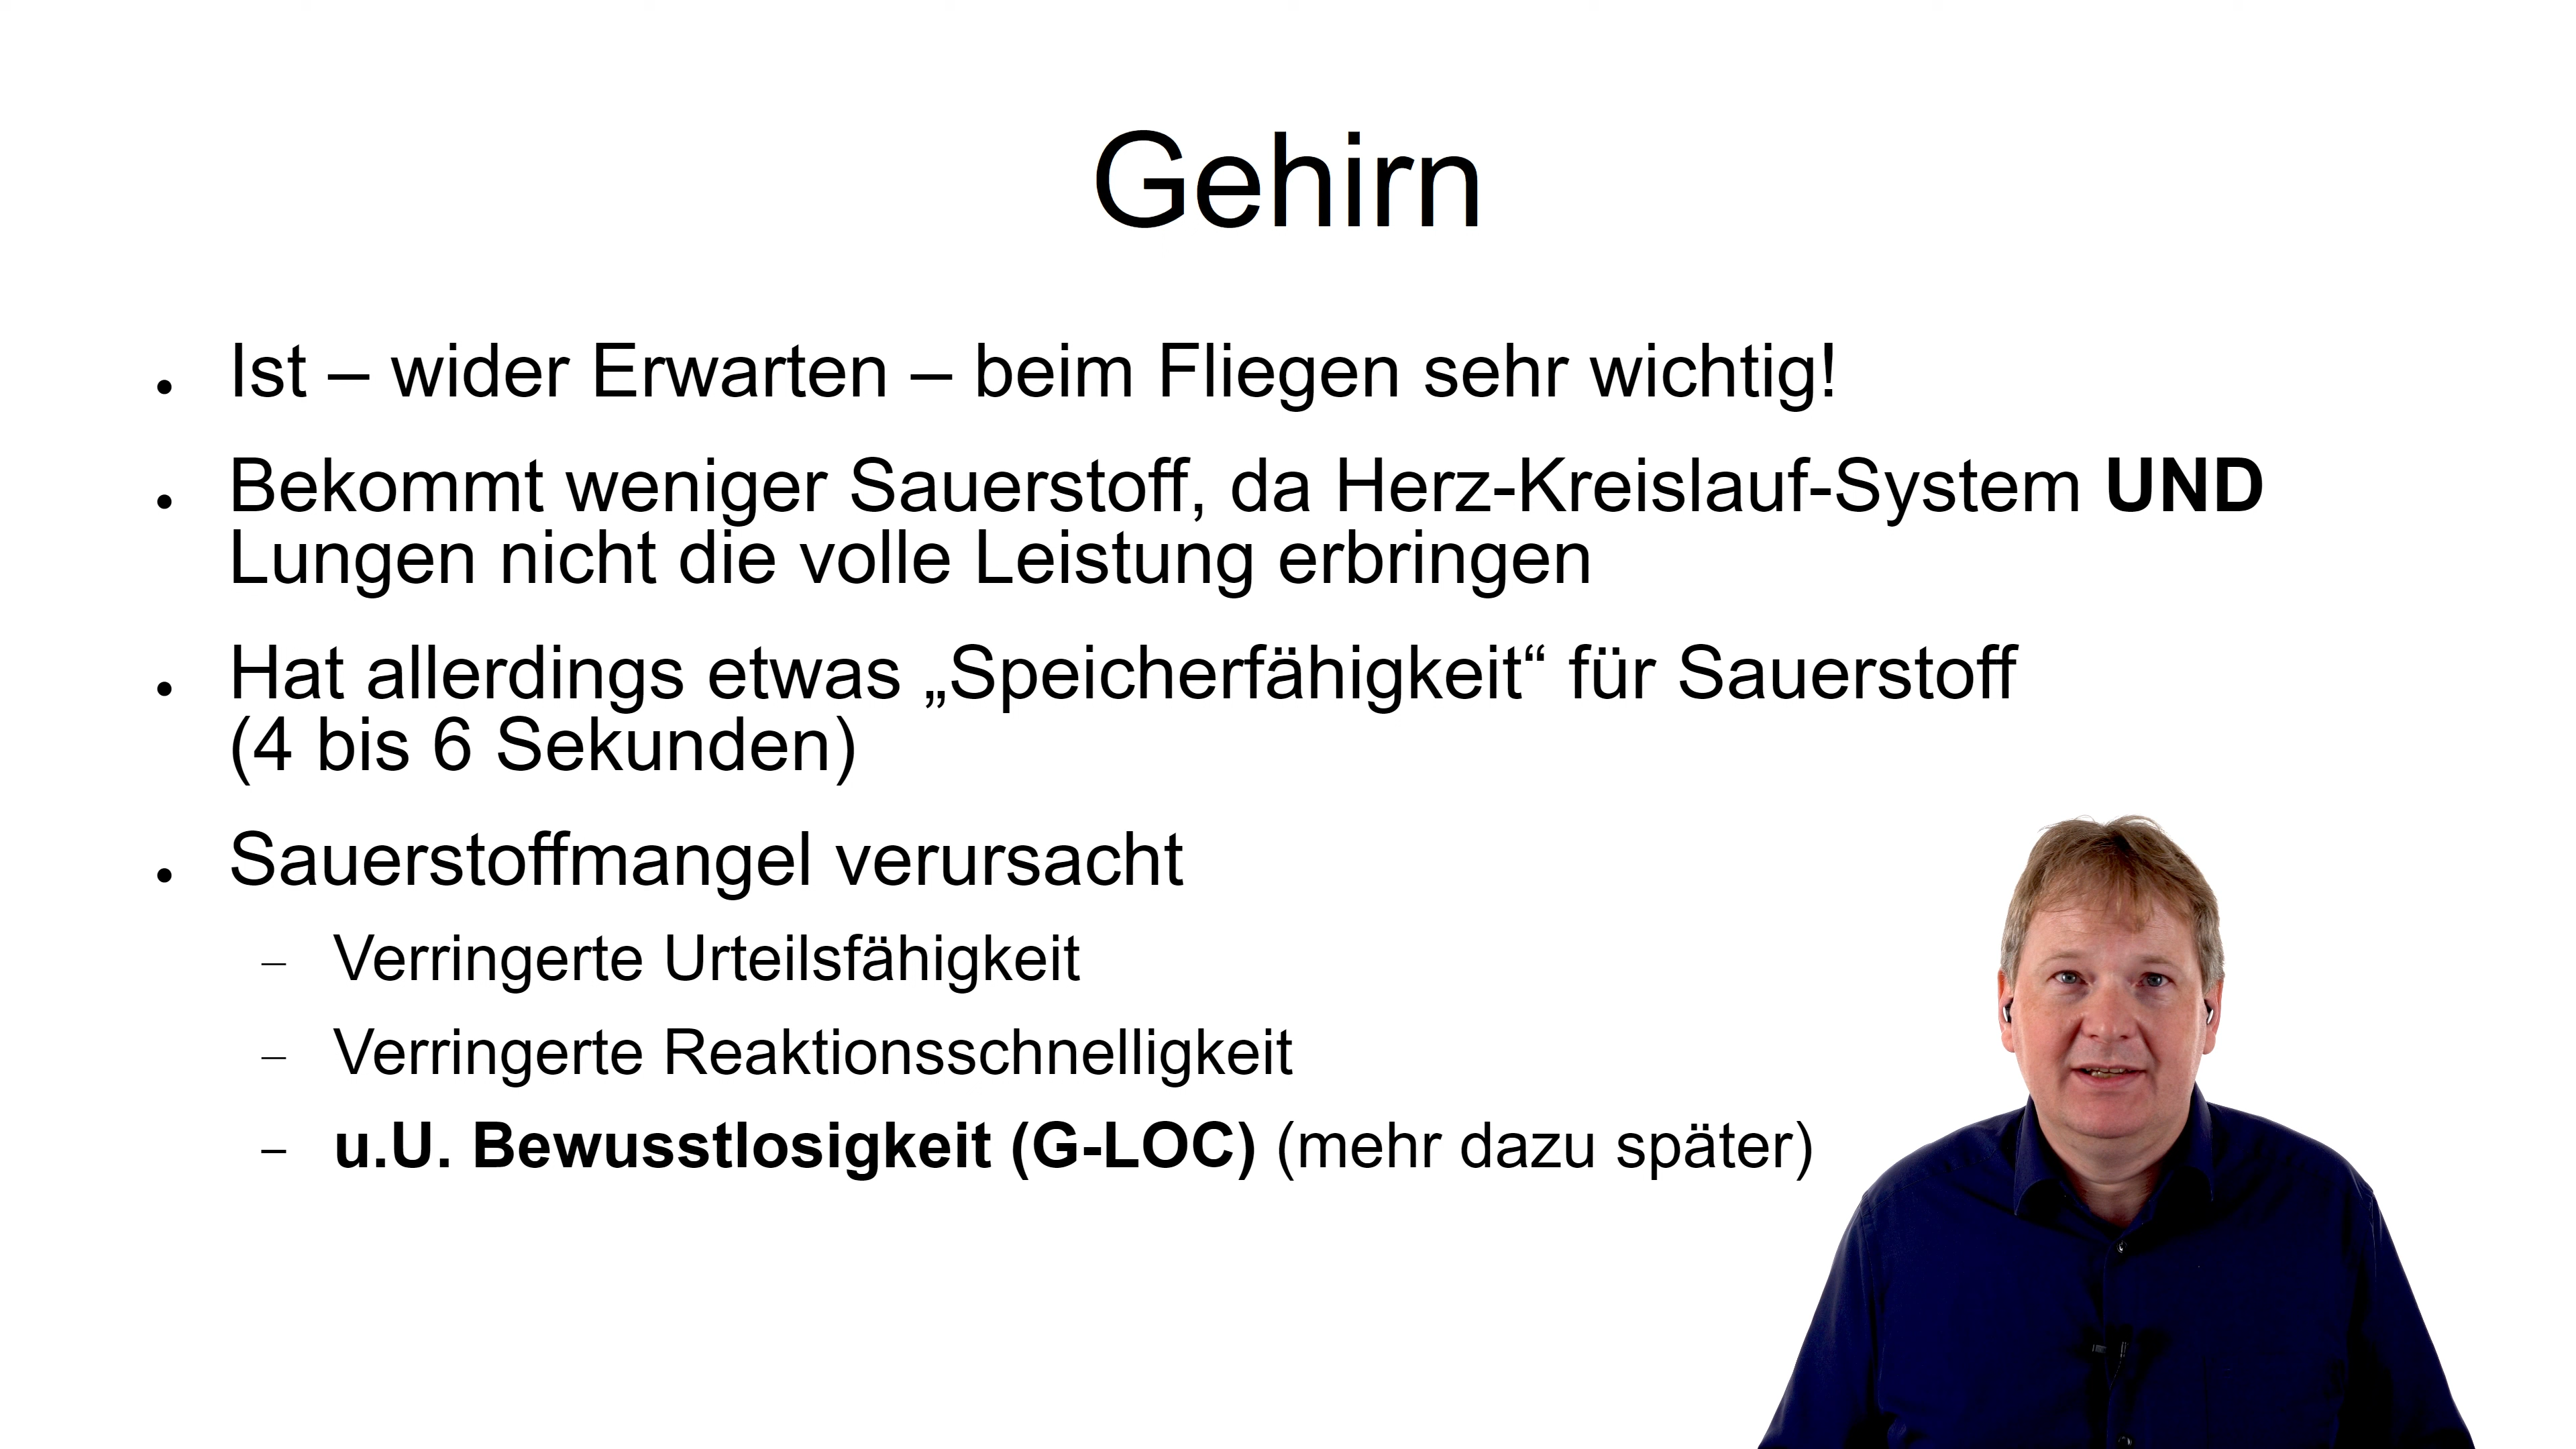 Gehirn
● Ist – wider Erwarten – beim Fliegen sehr wichtig!
● Bekommt weniger Sauerstoff, da Herz-Kreislauf-System UND
Lungen nicht die volle Leistung erbringen
● Hat allerdings etwas „Speicherfähigkeit“ für Sauerstoff
(4 bis 6 Sekunden)
● Sauerstoffmangel verursacht
– Verringerte Urteilsfähigkeit
– Verringerte Reaktionsschnelligkeit
– u.U. Bewusstlosigkeit (G-LOC) (mehr dazu später)